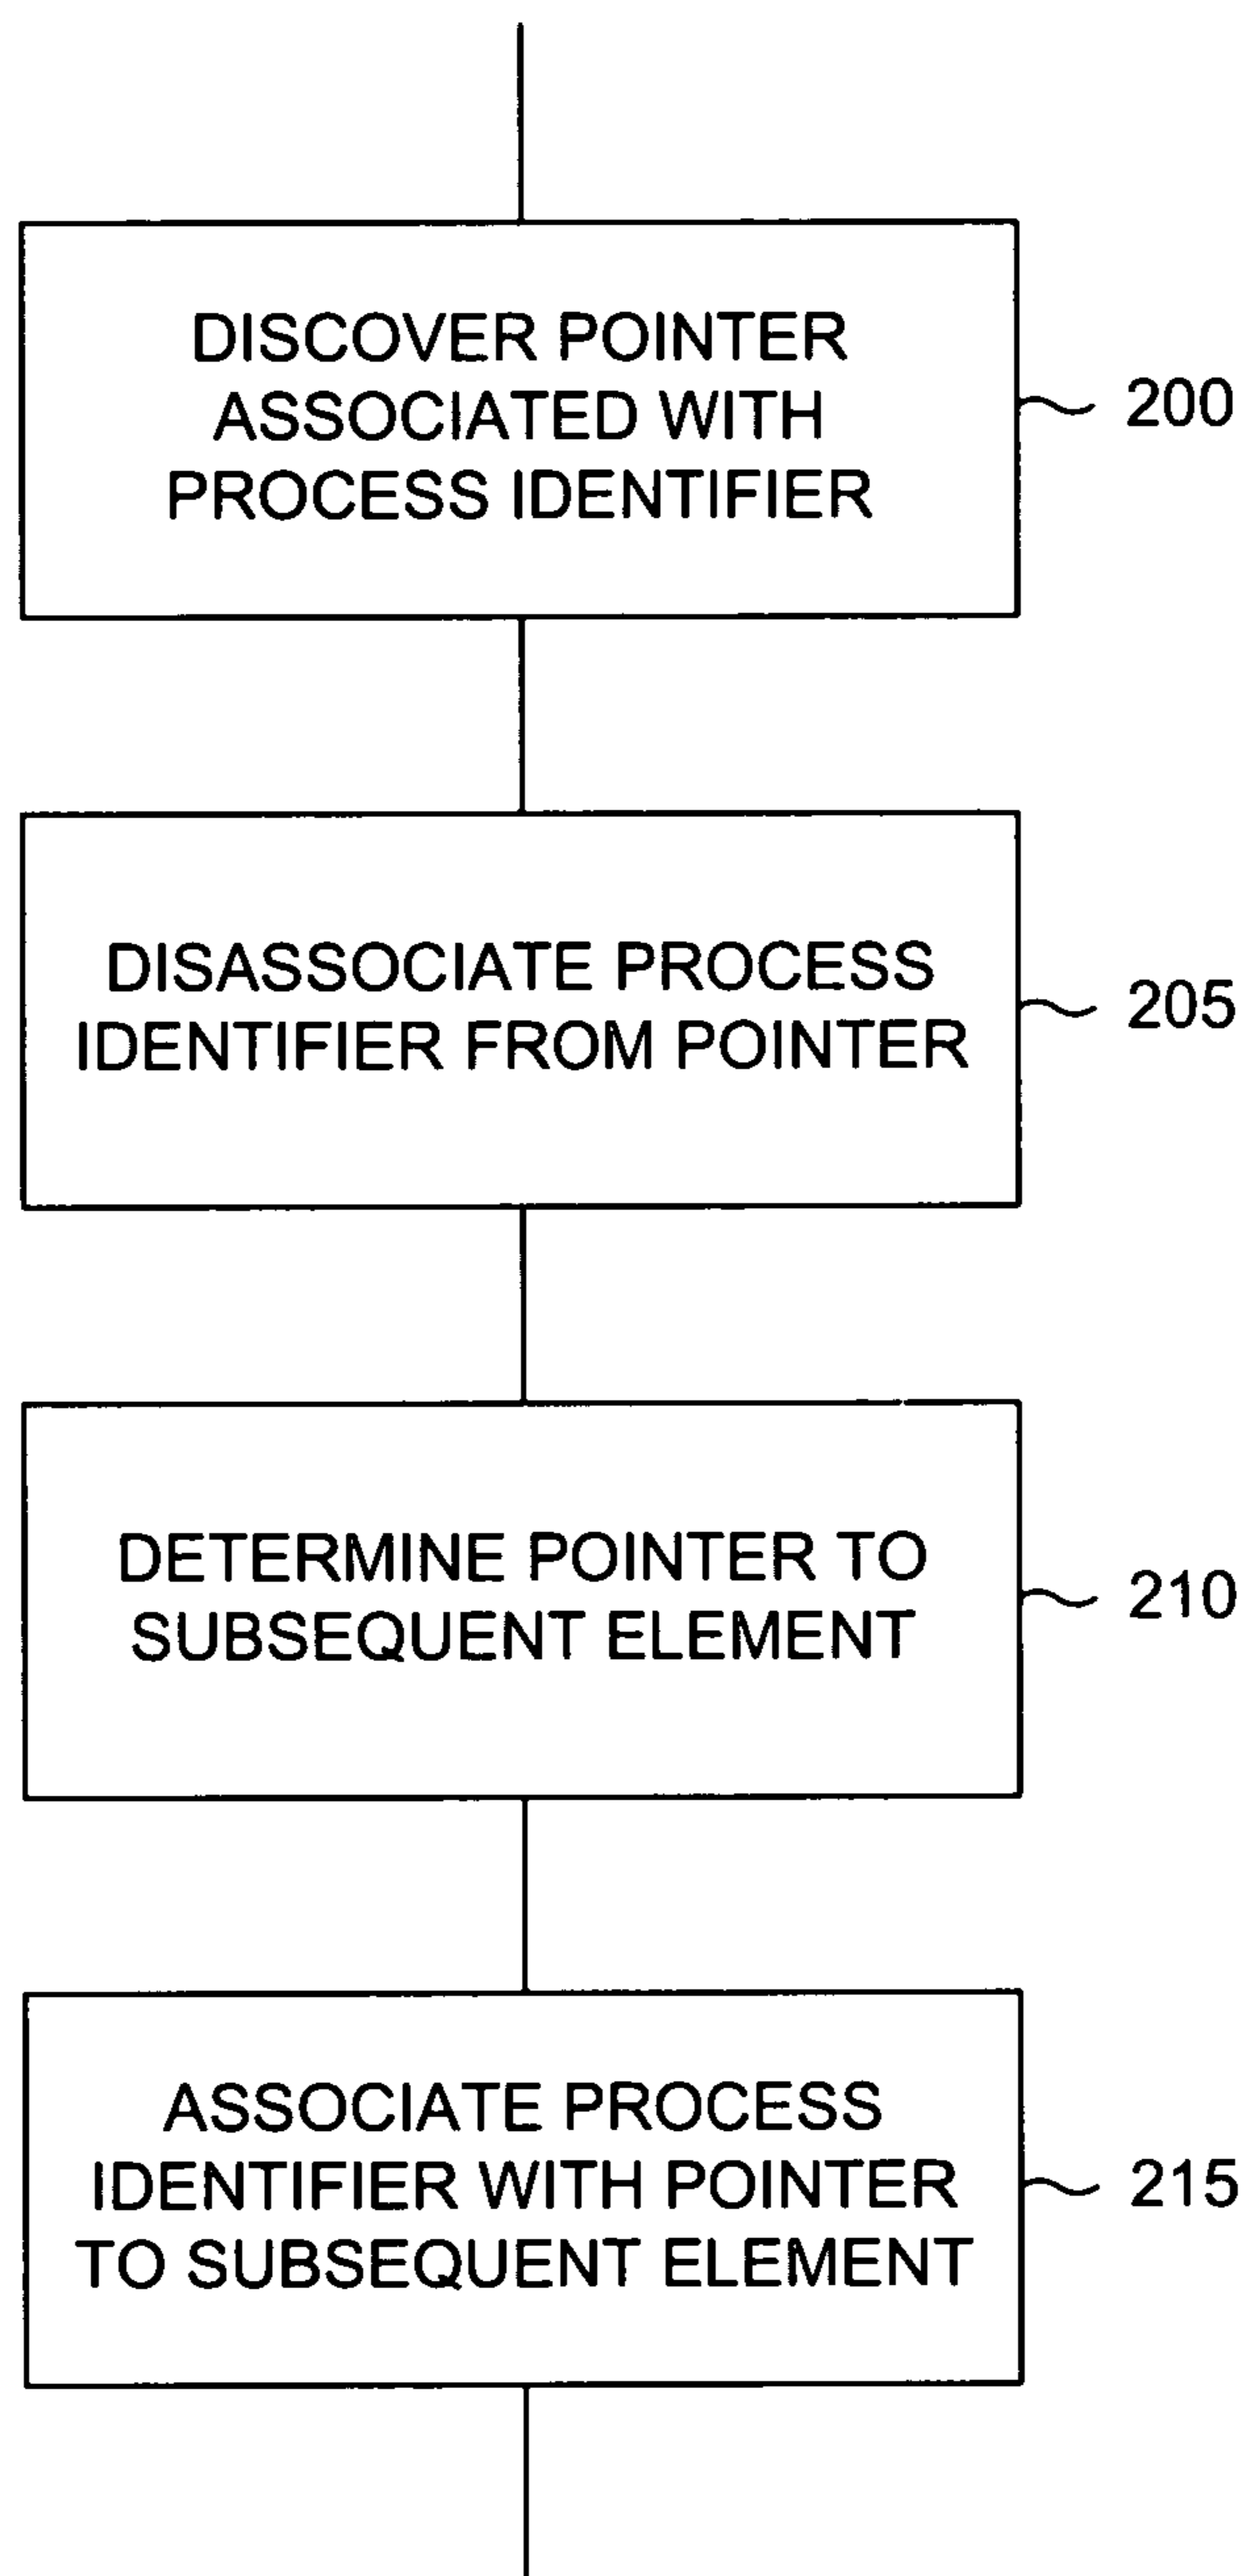 DISCOVER POINTER
ASSOCIATED WITH
PROCESS IDENTIFIER
200
DISASSOCIATE PROCESS
IDENTIFIER FROM POINTER
205
DETERMINE POINTER TO
SUBSEQUENT ELEMENT
210
ASSOCIATE PROCESS
IDENTIFIER WITH POINTER
TO SUBSEQUENT ELEMENT
215